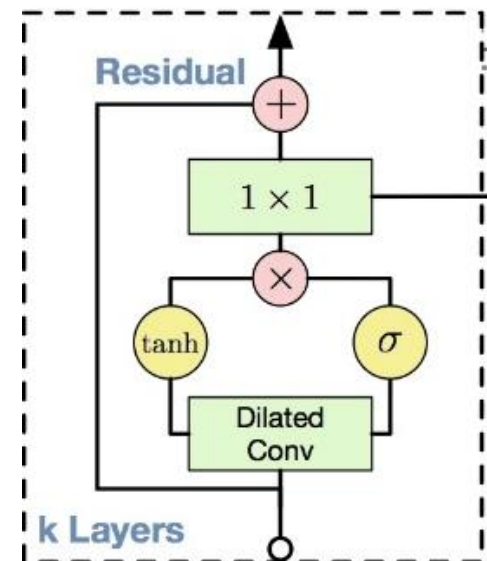 Residual
+
1 × 1
×
tanh
σ
Dilated
Conv
k Layers